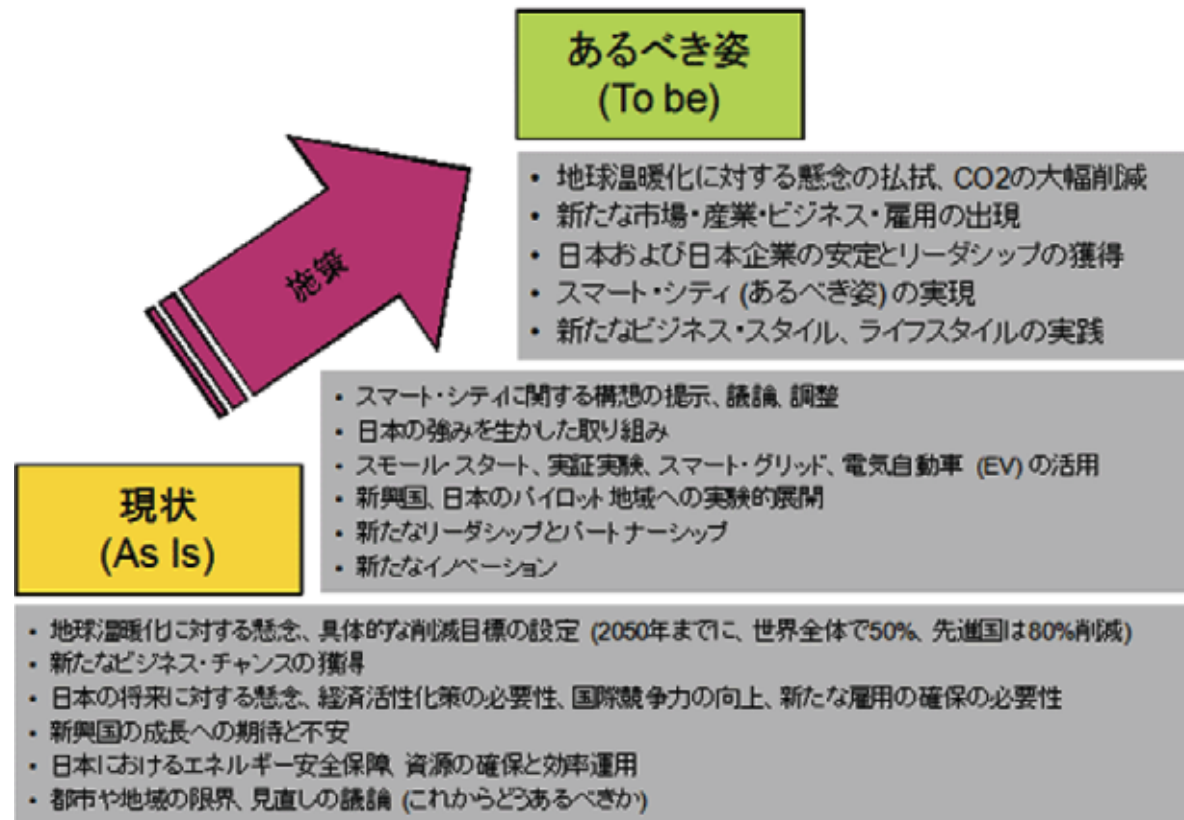 あるべき姿
(To be)
・地球温暖化に対する懸念の払拭、CO2の大幅削減
・新たな市場・産業・ビジネス・雇用の出現
・日本および日本企業の安定とリーダシップの獲得
・スマート・シティ (あるべき姿) の実現
・新たなビジネス・スタイル、ライフスタイルの実践
施策
・スマート・シティに関する構想の提示、議論、調整
・日本の強みを生かした取り組み
・スモール・スタート、実証実験、スマート・グリッド、電気自動車 (EV) の活用
・新興国、日本のパイロット地域への実験的展開
・新たなリーダシップとパートナーシップ
・新たなイノベーション
現状
(As Is)
・地球温暖化に対する懸念、具体的な削減目標の設定 (2050年までに、世界全体で50%、先進国は80%削減)
・新たなビジネス・チャンスの獲得
・日本の将来に対する懸念、経済活性化策の必要性、国際競争力の向上、新たな雇用の確保の必要性
・新興国の成長への期待と不安
・日本におけるエネルギー安全保障、資源の確保と効率運用
・都市や地域の限界、見直しの議論 (これからどうあるべきか)